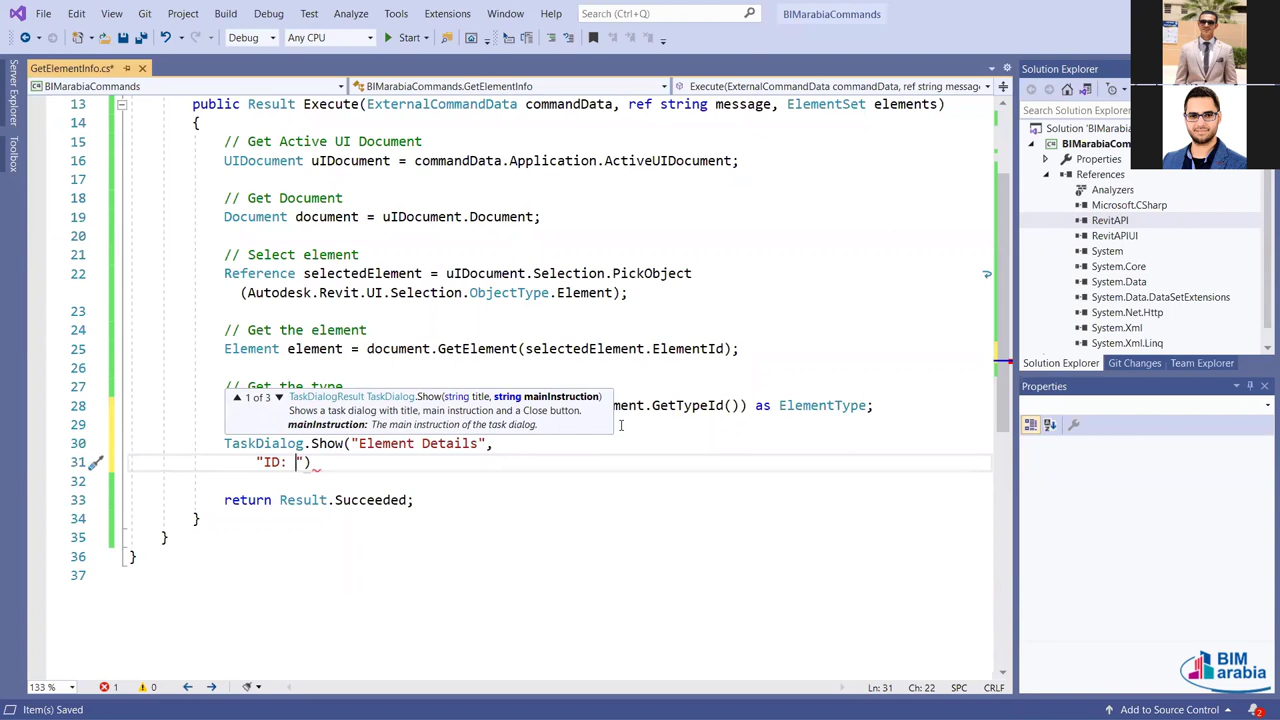 File Edit View Git Project Build Debug Test Analyze Tools Extensions Window Help Search (Ctrl+Q) BIMarabiaCommands
Debug Any CPU Start
GetElementInfo.cs*
BIMarabiaCommands BIMarabiaCommands.GetElementInfo Execute(ExternalCommandData commandData, ref string messag
Server Explorer
Toolbox
13 public Result Execute(ExternalCommandData commandData, ref string message, ElementSet elements)
14 {
15 // Get Active UI Document
16 UIDocument uIDocument = commandData.Application.ActiveUIDocument;
17
18 // Get Document
19 Document document = uIDocument.Document;
20
21 // Select element
22 Reference selectedElement = uIDocument.Selection.PickObject
(Autodesk.Revit.UI.Selection.ObjectType.Element);
23
24 // Get the element
25 Element element = document.GetElement(selectedElement.ElementId);
26
27 // Get the type
1 of 3 TaskDialogResult TaskDialog.Show(string title, string mainInstruction)
Shows a task dialog with title, main instruction and a Close button.
mainInstruction: The main instruction of the task dialog.
28 ment.GetTypeId()) as ElementType;
29
30 TaskDialog.Show("Element Details",
31 "ID: ")
32
33 return Result.Succeeded;
34 }
35 }
36 }
37
133 % 1 0 Ln: 31 Ch: 22 SPC CRLF
Item(s) Saved Add to Source Control 2
Solution Explorer
Search Solution Explorer
Solution 'BIMarabiaCom
BIMarabiaCom
Properties
References
Analyzers
Microsoft.CSharp
RevitAPI
RevitAPIUI
System
System.Core
System.Data
System.Data.DataSetExtensions
System.Net.Http
System.Xml
System.Xml.Linq
Solution Explorer Git Changes Team Explorer
Properties
BIM
arabia